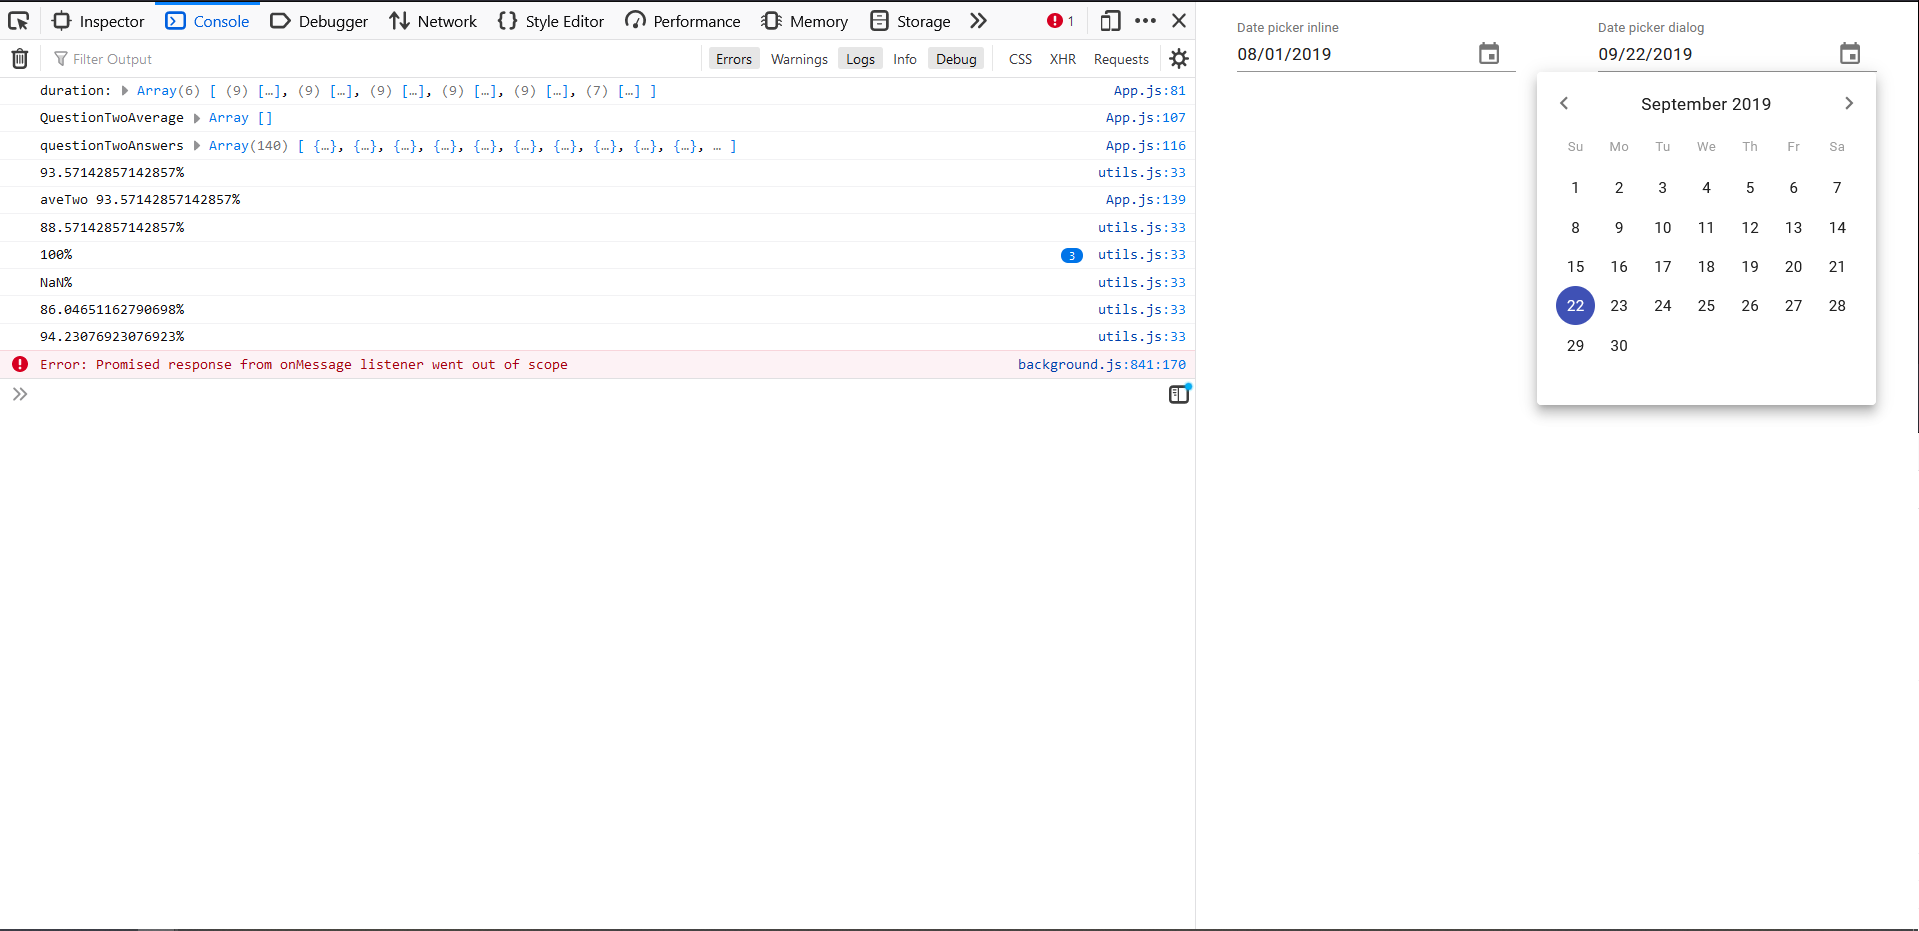 Inspector Console Debugger Network Style Editor Performance Memory Storage 1
Filter Output Errors Warnings Logs Info Debug CSS XHR Requests
duration: Array(6) [ (9) […], (9) […], (9) […], (9) […], (9) […], (7) […] ] App.js:81
QuestionTwoAverage Array [] App.js:107
questionTwoAnswers Array(140) [ {…}, {…}, {…}, {…}, {…}, {…}, {…}, {…}, {…}, {…}, … ] App.js:116
93.57142857142857% utils.js:33
aveTwo 93.57142857142857% App.js:139
88.57142857142857% utils.js:33
100% 3 utils.js:33
NaN% utils.js:33
86.04651162790698% utils.js:33
94.23076923076923% utils.js:33
Error: Promised response from onMessage listener went out of scope background.js:841:170
Date picker inline
08/01/2019
Date picker dialog
09/22/2019
September 2019
Su Mo Tu We Th Fr Sa
1 2 3 4 5 6 7
8 9 10 11 12 13 14
15 16 17 18 19 20 21
22 23 24 25 26 27 28
29 30